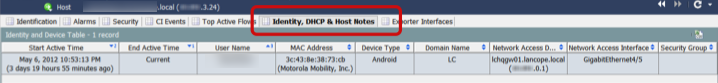 Host .local ( .3.24)
Identification Alarms Security CI Events Top Active Flows Identity, DHCP & Host Notes Exporter Interfaces
Identity and Device Table - 1 record
Start Active Time End Active Time User Name MAC Address Device Type Domain Name Network Access D... Network Access Interface Security Group
May 6, 2012 10:53:13 PM Current 3c:43:8e:38:73:cb Android LC lchqgw01.lancope.local GigabitEthernet4/5
(3 days 19 hours 55 minutes ago) (Motorola Mobility, Inc.) ( .0.1)